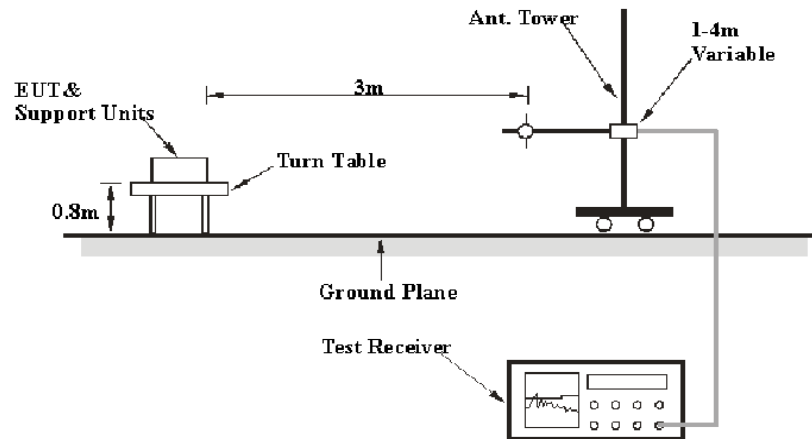 Ant. Tower
1-4m
Variable
EUT&
Support Units
3m
Turn Table
0.8m
Ground Plane
Test Receiver